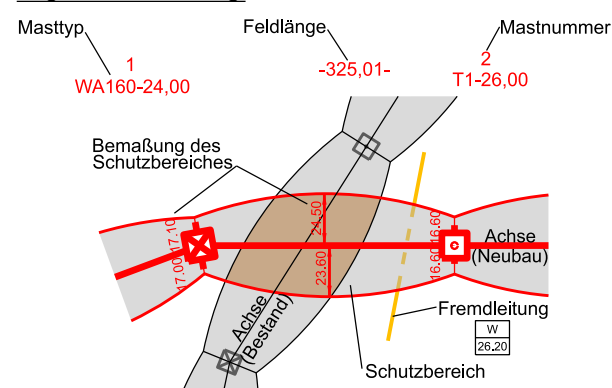 Masttyp
Feldlänge
Mastnummer
1
WA160-24,00
-325,01-
2
T1-26,00
Bemaßung des
Schutzbereiches
17.10
17.00
24.50
23.60
16.60
16.60
Achse
(Neubau)
Achse
(Bestand)
Fremdleitung
W
26.20
Schutzbereich